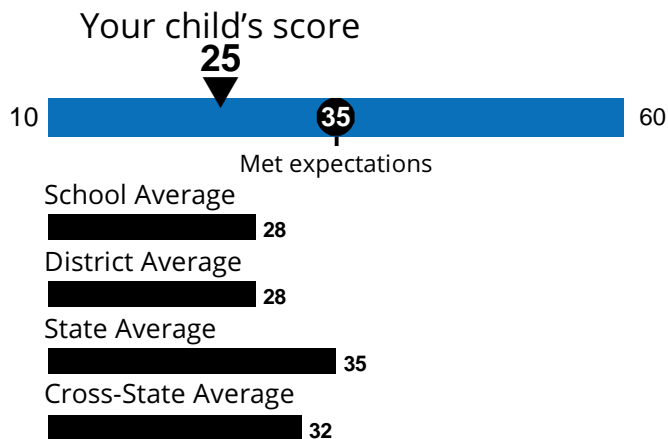 Your child’s score
25
10 35 60
Met expectations
School Average
28
District Average
28
State Average
35
Cross-State Average
32